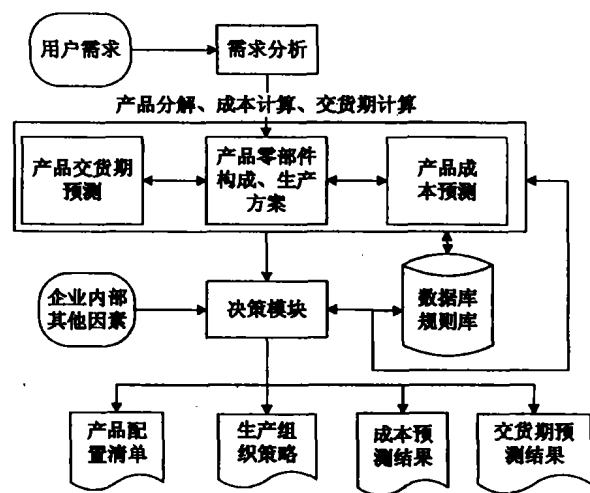 用户需求
需求分析
产品分解、成本计算、交货期计算
产品交货期
预测
产品零部件
构成、生产
方案
产品成
本预测
企业内部
其他因素
决策模块
数据库
规则库
产品配
置清单
生产组
织策略
成本预
测结果
交货期预
测结果